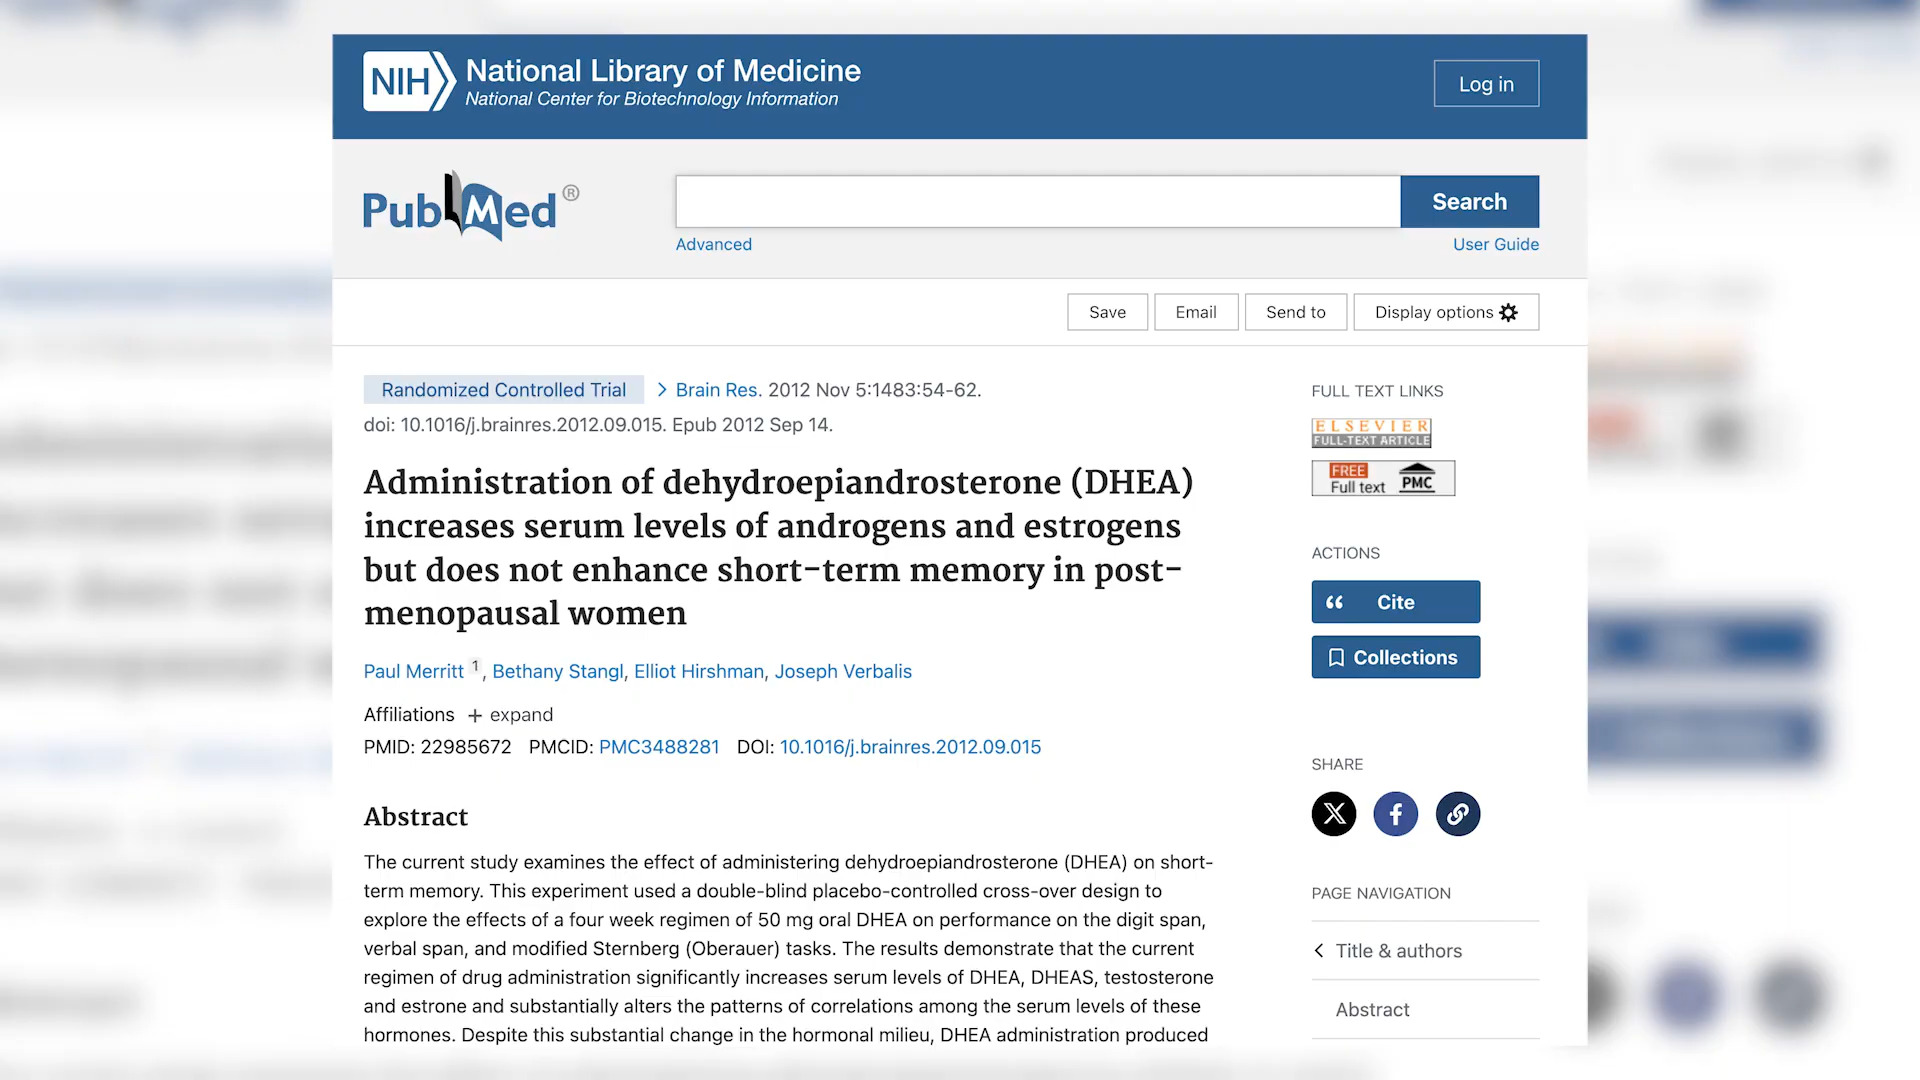 NIH National Library of Medicine
National Center for Biotechnology Information
Log in
PubMed®
Search
Advanced
User Guide
Save
Email
Send to
Display options
Randomized Controlled Trial
Brain Res. 2012 Nov 5:1483:54-62.
doi: 10.1016/j.brainres.2012.09.015. Epub 2012 Sep 14.
Administration of dehydroepiandrosterone (DHEA)
increases serum levels of androgens and estrogens
but does not enhance short-term memory in post-
menopausal women
Paul Merritt 1, Bethany Stangl, Elliot Hirshman, Joseph Verbalis
Affiliations + expand
PMID: 22985672 PMCID: PMC3488281 DOI: 10.1016/j.brainres.2012.09.015
Abstract
The current study examines the effect of administering dehydroepiandrosterone (DHEA) on short-
term memory. This experiment used a double-blind placebo-controlled cross-over design to
explore the effects of a four week regimen of 50 mg oral DHEA on performance on the digit span,
verbal span, and modified Sternberg (Oberauer) tasks. The results demonstrate that the current
regimen of drug administration significantly increases serum levels of DHEA, DHEAS, testosterone
and estrone and substantially alters the patterns of correlations among the serum levels of these
hormones. Despite this substantial change in the hormonal milieu, DHEA administration produced
FULL TEXT LINKS
ELSEVIER
FULL-TEXT ARTICLE
FREE
Full text PMC
ACTIONS
Cite
Collections
SHARE
PAGE NAVIGATION
Title & authors
Abstract